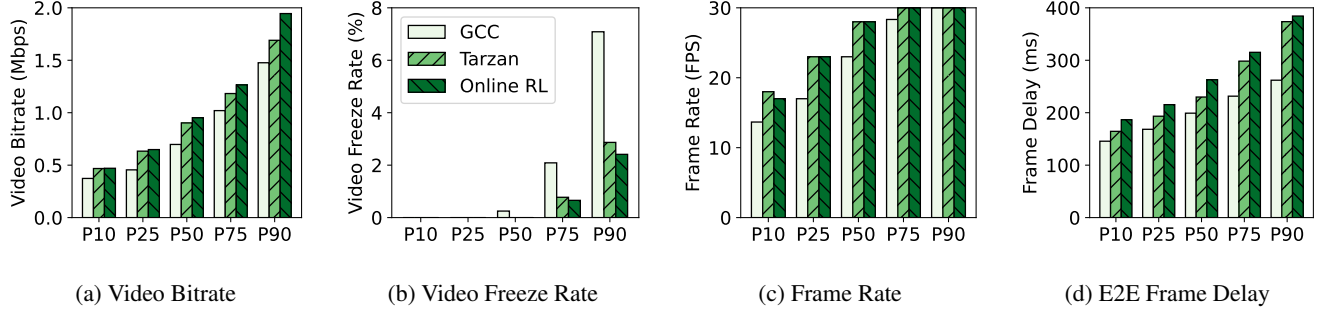 Video Bitrate (Mbps)
2.0
1.5
1.0
0.5
0.0
P10 P25 P50 P75 P90
(a) Video Bitrate
Video Freeze Rate (%)
8
6
4
2
0
GCC
Tarzan
Online RL
P10 P25 P50 P75 P90
(b) Video Freeze Rate
Frame Rate (FPS)
30
20
10
0
P10 P25 P50 P75 P90
(c) Frame Rate
Frame Delay (ms)
400
300
200
100
0
P10 P25 P50 P75 P90
(d) E2E Frame Delay